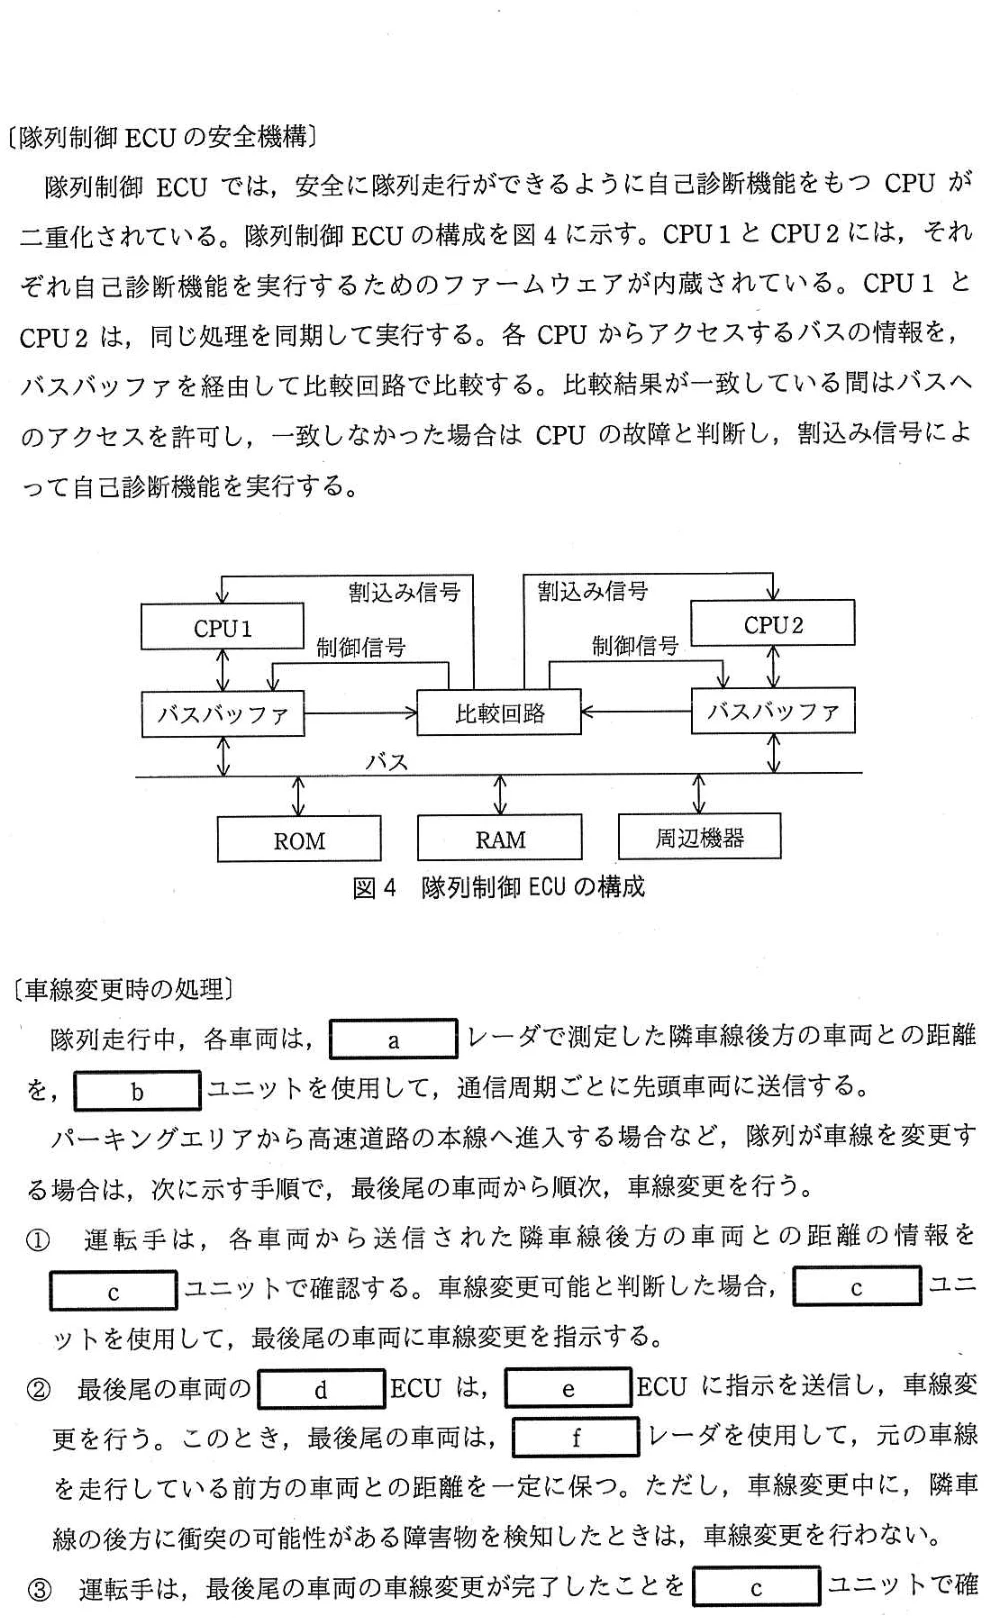 〔隊列制御 ECU の安全機構〕
隊列制御 ECU では，安全に隊列走行ができるように自己診断機能をもつ CPU が
二重化されている。隊列制御 ECU の構成を図 4 に示す。CPU 1 と CPU 2 には，それ
ぞれ自己診断機能を実行するためのファームウェアが内蔵されている。CPU 1 と
CPU 2 は，同じ処理を同期して実行する。各 CPU からアクセスするバスの情報を，
バスバッファを経由して比較回路で比較する。比較結果が一致している間はバスへ
のアクセスを許可し，一致しなかった場合は CPU の故障と判断し，割込み信号によ
って自己診断機能を実行する。
割込み信号 割込み信号
CPU 1 CPU 2
制御信号 制御信号
バスバッファ 比較回路 バスバッファ
バス
ROM RAM 周辺機器
図 4　隊列制御 ECU の構成
〔車線変更時の処理〕
隊列走行中，各車両は， a レーダで測定した隣車線後方の車両との距離
を， b ユニットを使用して，通信周期ごとに先頭車両に送信する。
パーキングエリアから高速道路の本線へ進入する場合など，隊列が車線を変更す
る場合は，次に示す手順で，最後尾の車両から順次，車線変更を行う。
①　運転手は，各車両から送信された隣車線後方の車両との距離の情報を
c ユニットで確認する。車線変更可能と判断した場合， c ユニ
ットを使用して，最後尾の車両に車線変更を指示する。
②　最後尾の車両の d ECU は， e ECU に指示を送信し，車線変
更を行う。このとき，最後尾の車両は， f レーダを使用して，元の車線
を走行している前方の車両との距離を一定に保つ。ただし，車線変更中に，隣車
線の後方に衝突の可能性がある障害物を検知したときは，車線変更を行わない。
③　運転手は，最後尾の車両の車線変更が完了したことを c ユニットで確